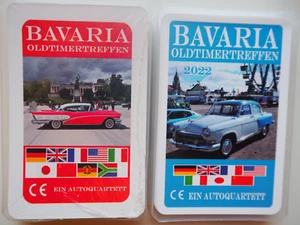 BAVARIA
OLDTIMERTREFFEN
CE EIN AUTOQUARTETT
BAVARIA
OLDTIMERTREFFEN
2022
CE EIN AUTOQUARTETT